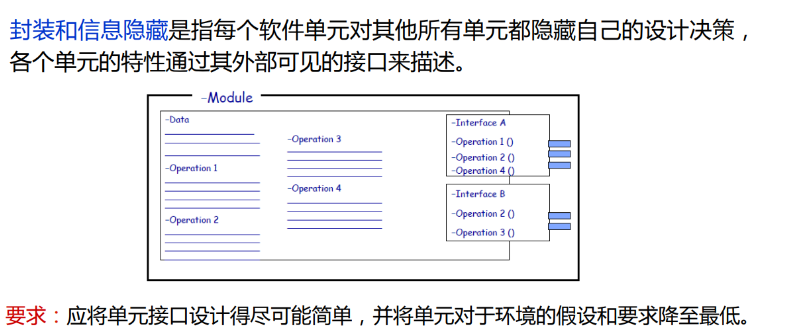 封装和信息隐藏是指每个软件单元对其他所有单元都隐藏自己的设计决策，
各个单元的特性通过其外部可见的接口来描述。
-Module
-Data
-Operation 1
-Operation 2
-Operation 3
-Operation 4
-Interface A
-Operation 1 ()
-Operation 2 ()
-Operation 4 ()
-Interface B
-Operation 2 ()
-Operation 3 ()
要求：应将单元接口设计得尽可能简单，并将单元对于环境的假设和要求降至最低。